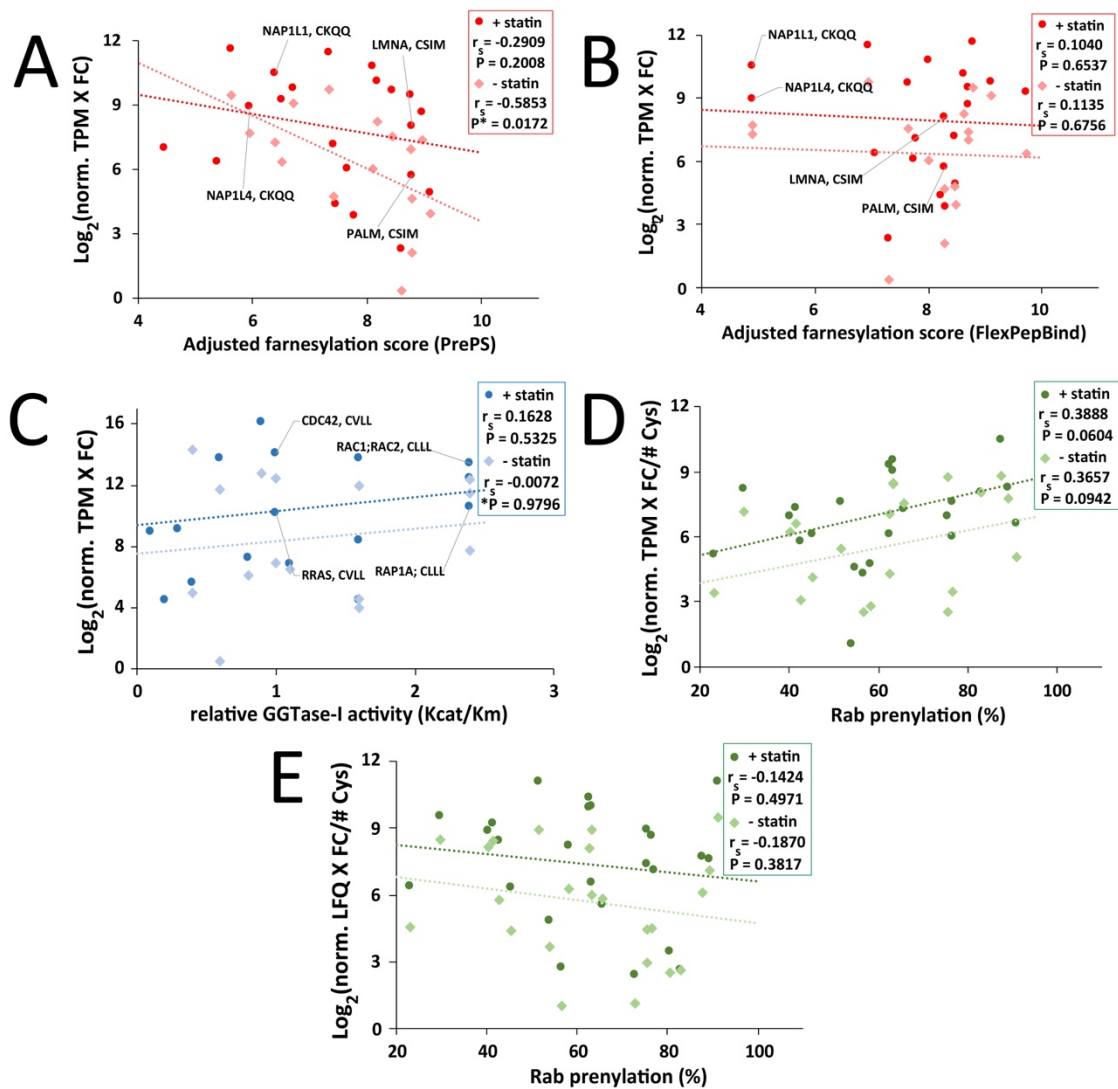 A
Log2(norm. TPM X FC)
12
9
6
3
0
4
6
8
10
Adjusted farnesylation score (PrePS)
NAP1L1, CKQQ
LMNA, CSIM
NAP1L4, CKQQ
PALM, CSIM
+ statin
rs = -0.2909
P = 0.2008
- statin
rs = -0.5853
P* = 0.0172
B
Log2(norm. TPM X FC)
12
9
6
3
0
4
6
8
10
Adjusted farnesylation score (FlexPepBind)
NAP1L1, CKQQ
NAP1L4, CKQQ
LMNA, CSIM
PALM, CSIM
+ statin
rs = 0.1040
P = 0.6537
- statin
rs = 0.1135
P = 0.6756
C
Log2(norm. TPM X FC)
16
12
8
4
0
0
1
2
3
relative GGTase-I activity (Kcat/Km)
CDC42, CVLL
RAC1;RAC2, CLLL
RRAS, CVLL
RAP1A; CLLL
+ statin
rs = 0.1628
P = 0.5325
- statin
rs = -0.0072
*P = 0.9796
D
Log2(norm. TPM X FC/# Cys)
12
9
6
3
0
20
40
60
80
100
Rab prenylation (%)
+ statin
rs = 0.3888
P = 0.0604
- statin
rs = 0.3657
P = 0.0942
E
Log2(norm. LFQ X FC/# Cys)
12
9
6
3
0
20
40
60
80
100
Rab prenylation (%)
+ statin
rs = -0.1424
P = 0.4971
- statin
rs = -0.1870
P = 0.3817